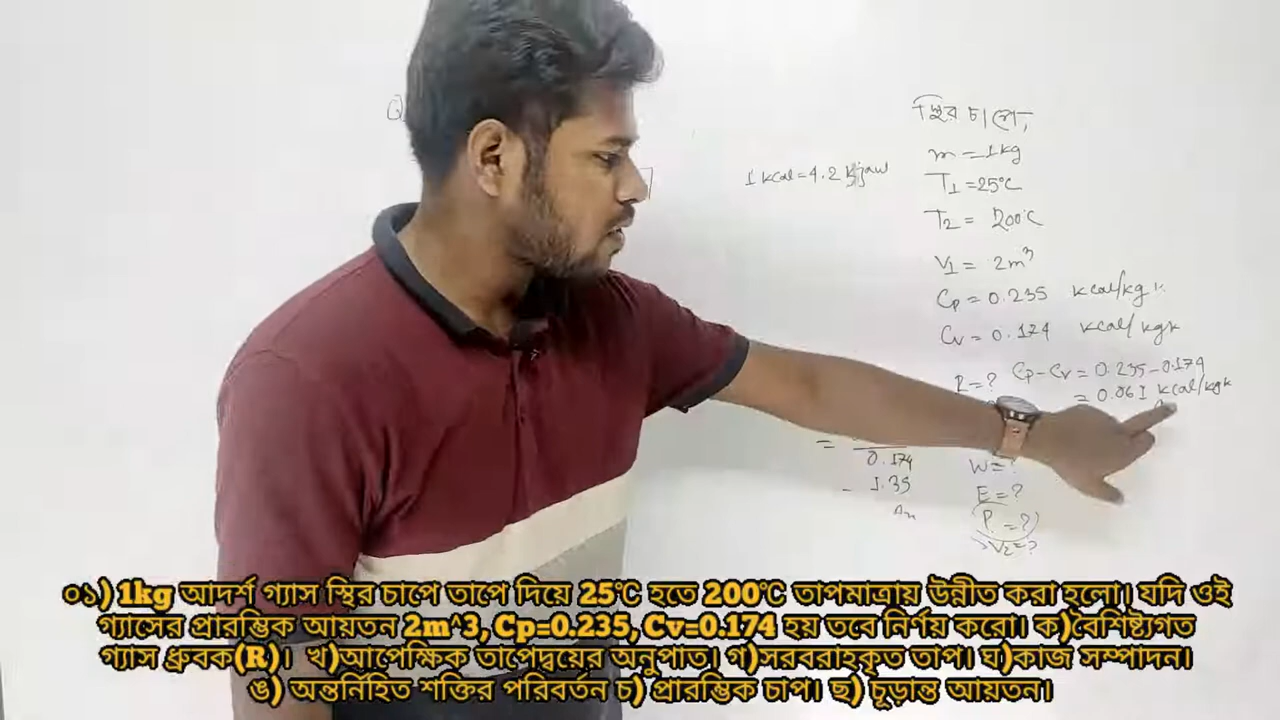 স্থির চাপে,
m = 1kg
1 kcal = 4.2
T1 = 25°C
T2 = 200°C
V1 = 2m³
Cp = 0.235 kcal/kg k
Cv = 0.174 kcal/kgk
R = ? Cp - Cv = 0.235 - 0.174
= 0.061 kcal/kgk
=
0.174
W = ?
- 1.35
E = ?
An
P = ?
V2 = ?
০১) 1kg আদর্শ গ্যাস স্থির চাপে তাপে দিয়ে 25℃ হতে 200℃ তাপমাত্রায় উন্নীত করা হলো। যদি ওই
গ্যাসের প্রারম্ভিক আয়তন 2m^3, Cp=0.235, Cv=0.174 হয় তবে নির্ণয় করো। ক)বৈশিষ্ট্যগত
গ্যাস ধ্রুবক(R)। খ)আপেক্ষিক তাপেদ্বয়ের অনুপাত। গ)সরবরাহকৃত তাপ। ঘ)কাজ সম্পাদন।
ঙ) অন্তর্নিহিত শক্তির পরিবর্তন চ) প্রারম্ভিক চাপ। ছ) চূড়ান্ত আয়তন।